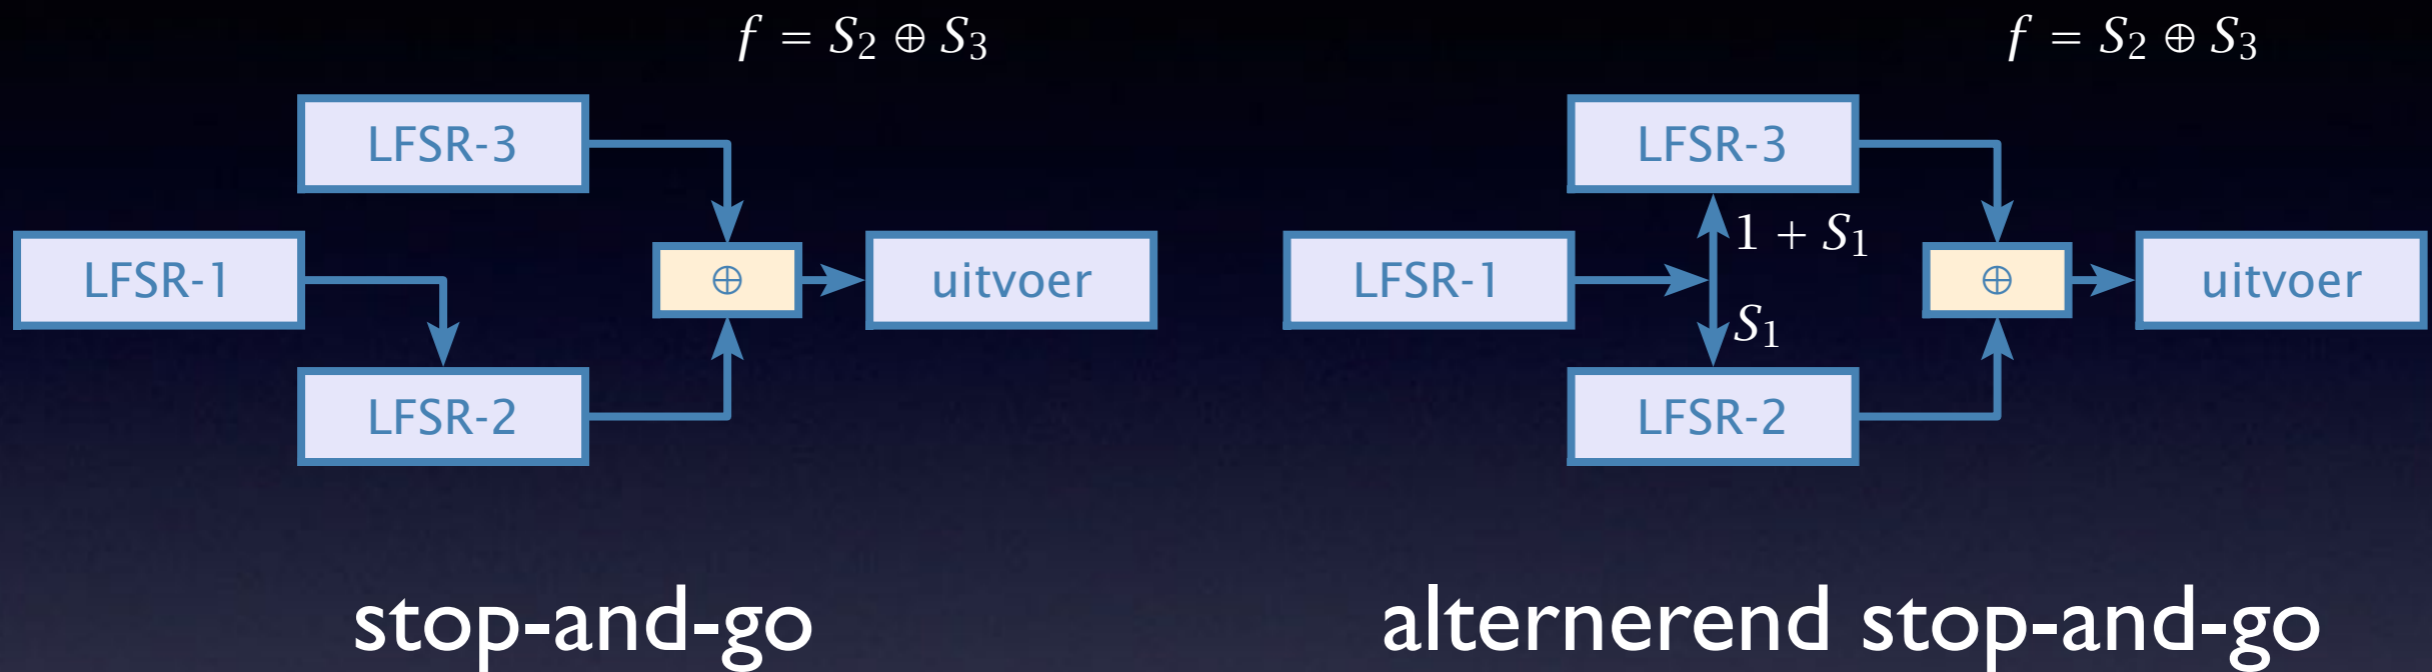 f = S₂ ⊕ S₃
LFSR-3
LFSR-1
⊕
uitvoer
LFSR-2
stop-and-go
f = S₂ ⊕ S₃
LFSR-3
1 + S₁
LFSR-1
⊕
uitvoer
S₁
LFSR-2
alternerend stop-and-go